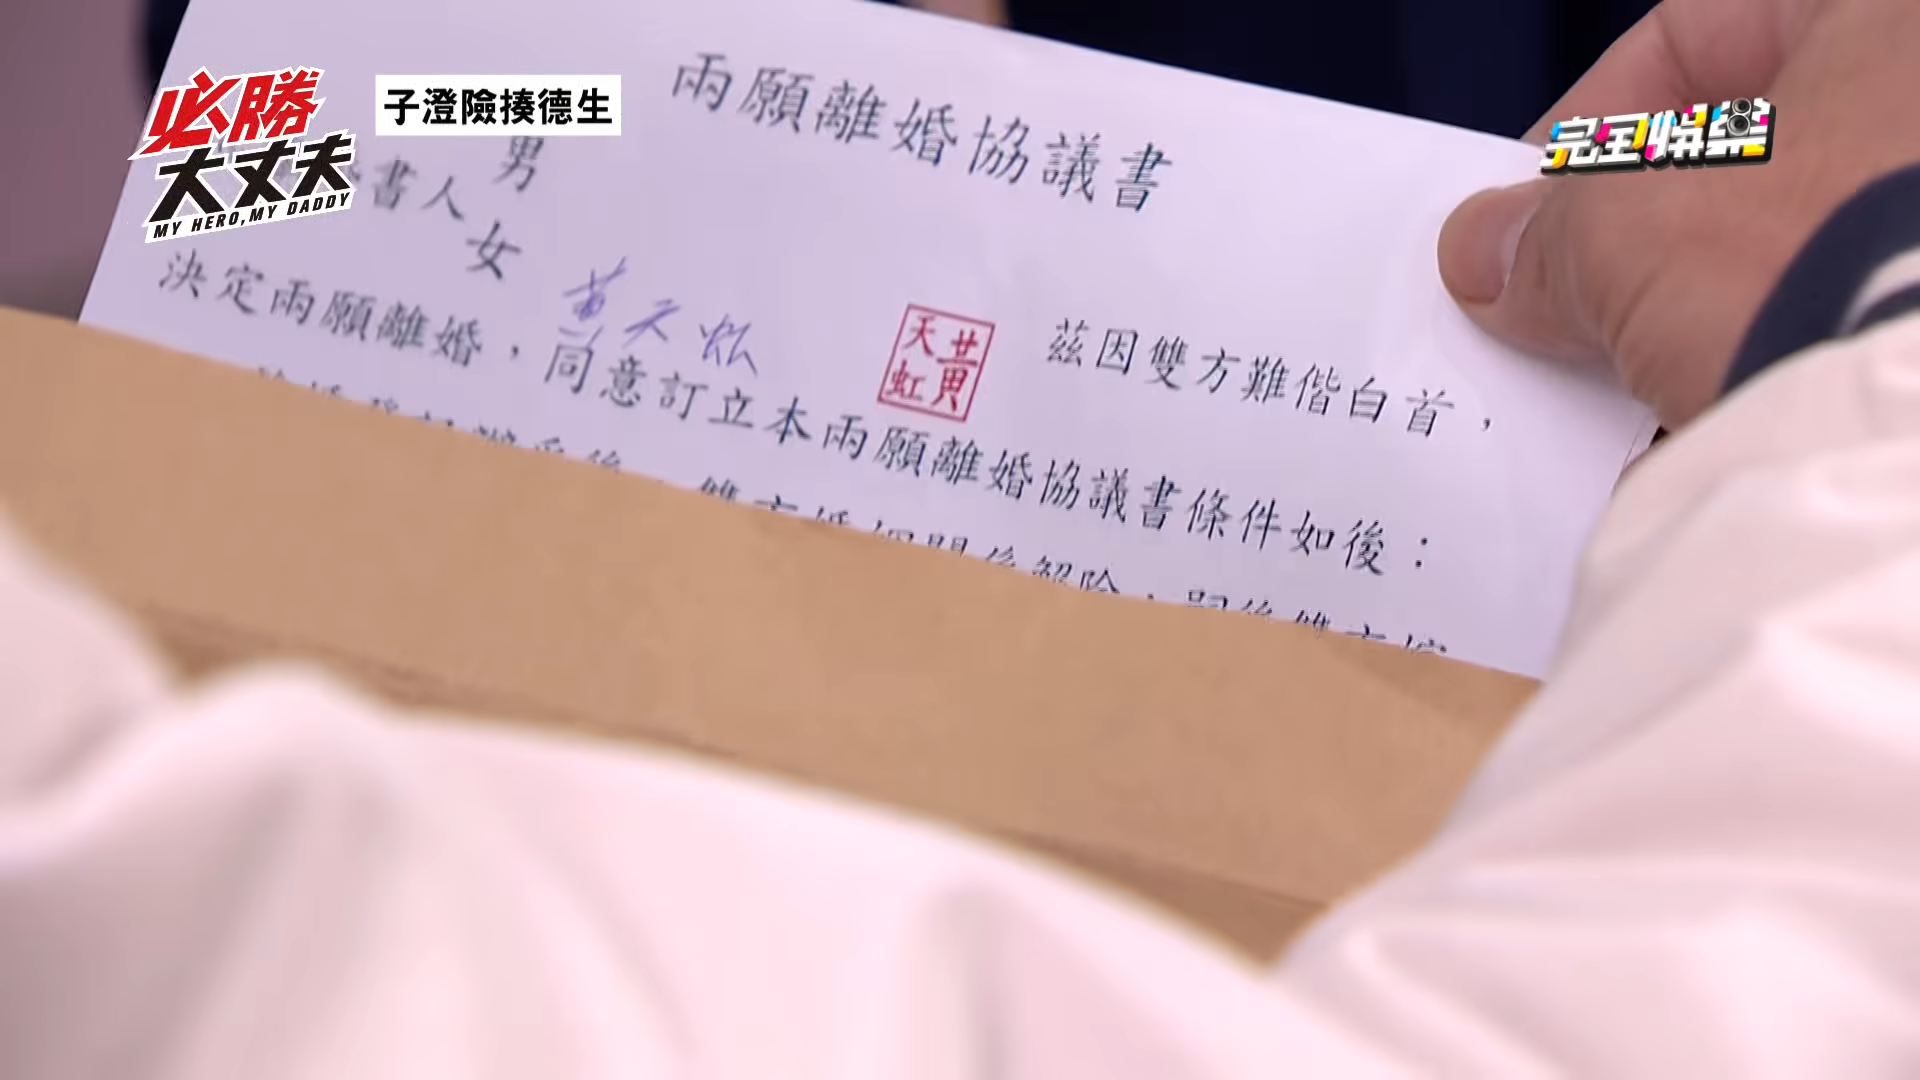 必勝
大丈夫
MY HERO, MY DADDY
子澄險揍德生
完全娛樂
兩願離婚協議書
書人
男
女
黃天虹
黃天虹
茲因雙方難偕白首，
決定兩願離婚，同意訂立本兩願離婚協議書條件如後：